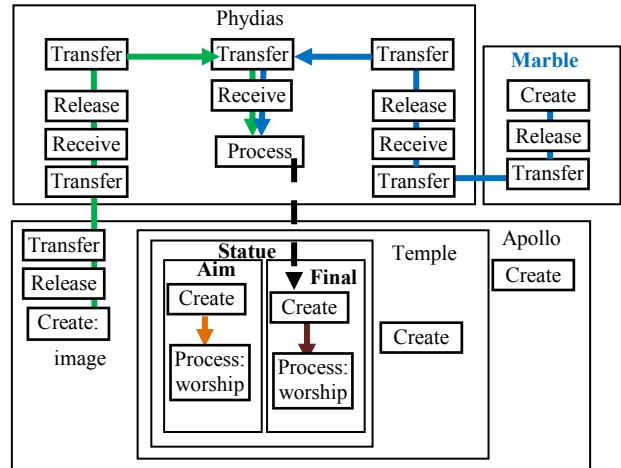 Phydias
Transfer
Transfer
Transfer
Marble
Release
Receive
Release
Create
Receive
Process
Receive
Release
Transfer
Transfer
Transfer
Transfer
Release
Create:
image
Statue
Aim
Final
Temple
Apollo
Create
Create
Create
Create
Process:
worship
Process:
worship